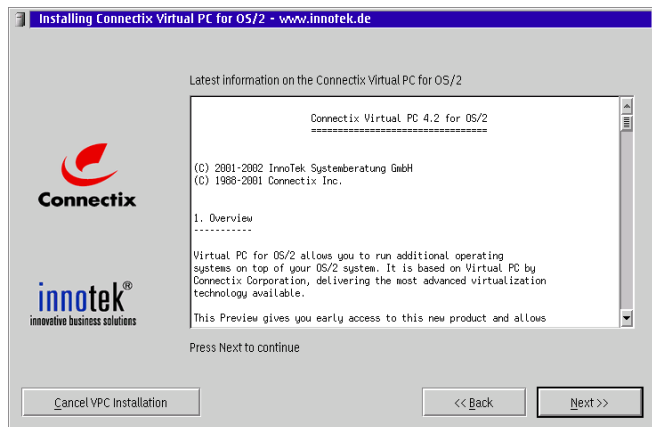 Installing Connectix Virtual PC for OS/2 - www.innotek.de
Latest information on the Connectix Virtual PC for OS/2
Connectix Virtual PC 4.2 for OS/2
=================================
(C) 2001-2002 InnoTek Systemberatung GmbH
(C) 1988-2001 Connectix Inc.
1. Overview
-----------
Virtual PC for OS/2 allows you to run additional operating
systems on top of your OS/2 system. It is based on Virtual PC by
Connectix Corporation, delivering the most advanced virtualization
technology available.
This Preview gives you early access to this new product and allows
Connectix
innotek®
innovative business solutions
Press Next to continue
Cancel VPC Installation
<< Back
Next >>